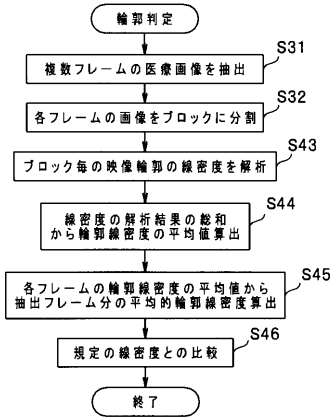 輪郭判定
S31
複数フレームの医療画像を抽出
S32
各フレームの画像をブロックに分割
S43
ブロック毎の映像輪郭の線密度を解析
S44
線密度の解析結果の総和
から輪郭線密度の平均値算出
S45
各フレームの輪郭線密度の平均値から
抽出フレーム分の平均的輪郭線密度算出
S46
規定の線密度との比較
終了